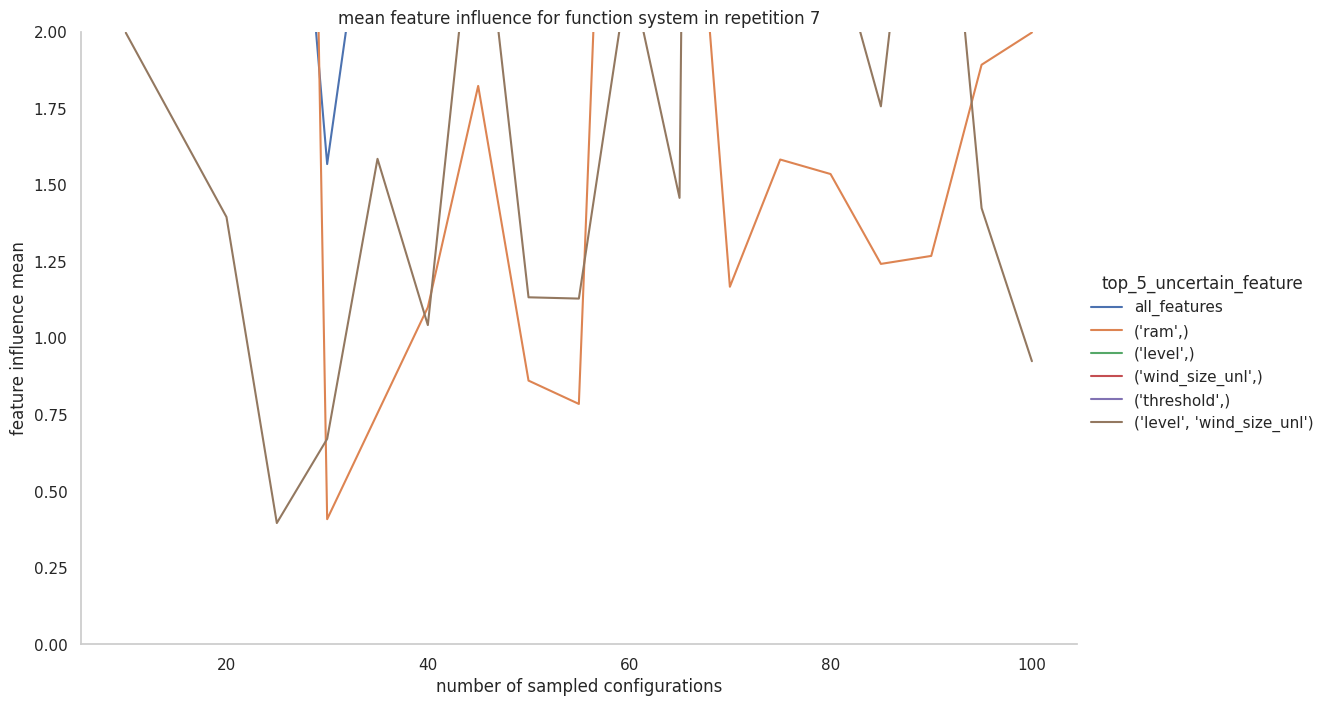 mean feature influence for function system in repetition 7
2.00
1.75
1.50
1.25
1.00
0.75
0.50
0.25
0.00
feature influence mean
20
40
60
80
100
number of sampled configurations
top_5_uncertain_feature
all_features
('ram',)
('level',)
('wind_size_unl',)
('threshold',)
('level', 'wind_size_unl')